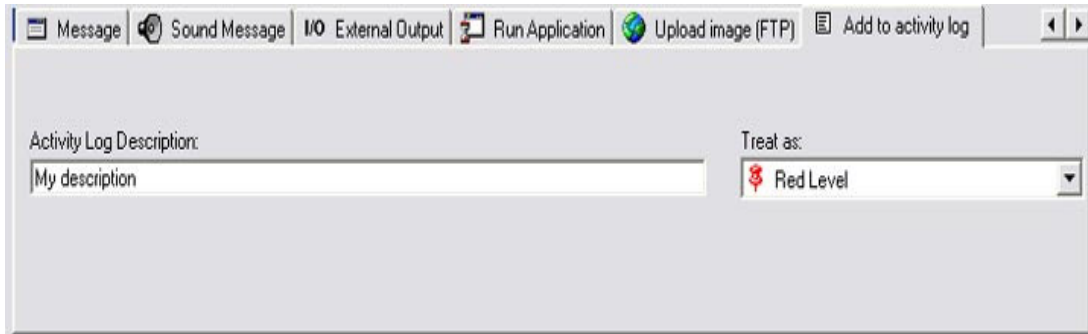 Message Sound Message I/O External Output Run Application Upload image (FTP) Add to activity log
Activity Log Description: Treat as:
My description Red Level